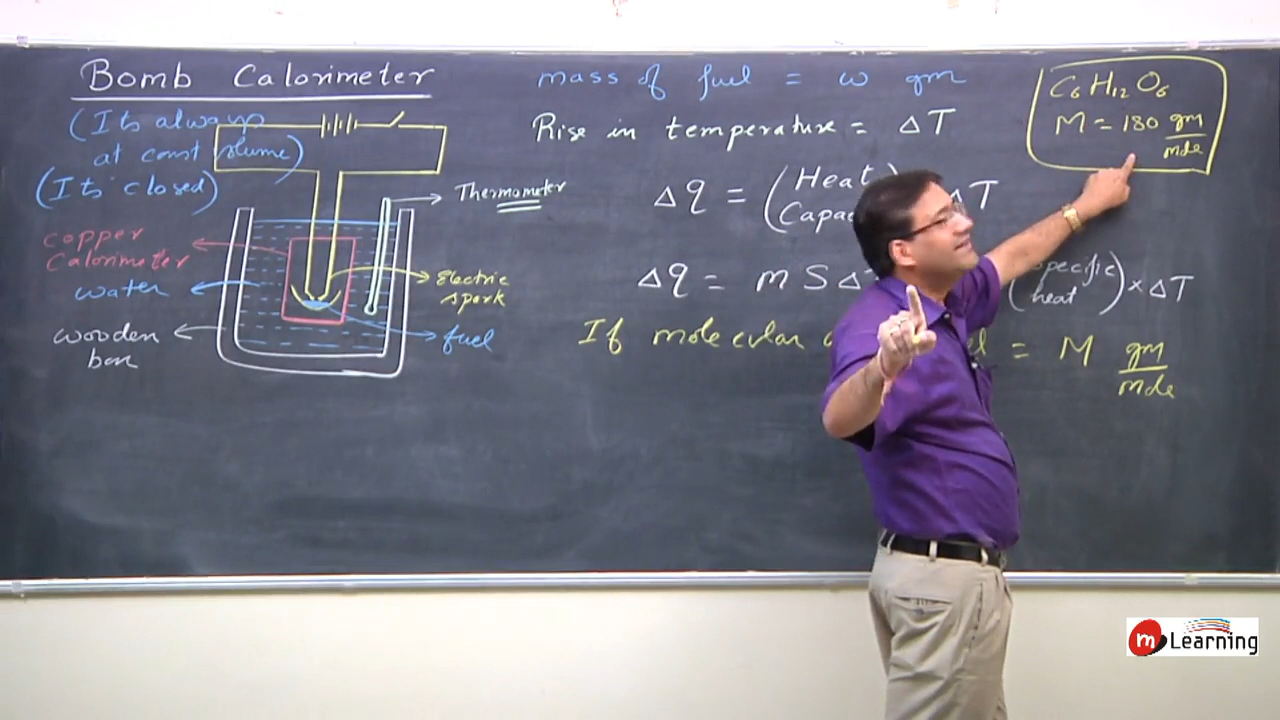 Bomb Calorimeter
(Its always
at const volume)
(Its closed)
Copper
Calorimeter
water
wooden
box
Thermometer
Electric
spark
fuel
mass of fuel = w gm
Rise in temperature = ΔT
Δq = (Heat
ΔT
Δq = m S Δ
(specific
heat) × ΔT
If molecular
= M gm/mole
C6H12O6
M = 180 gm/mole
m Learning